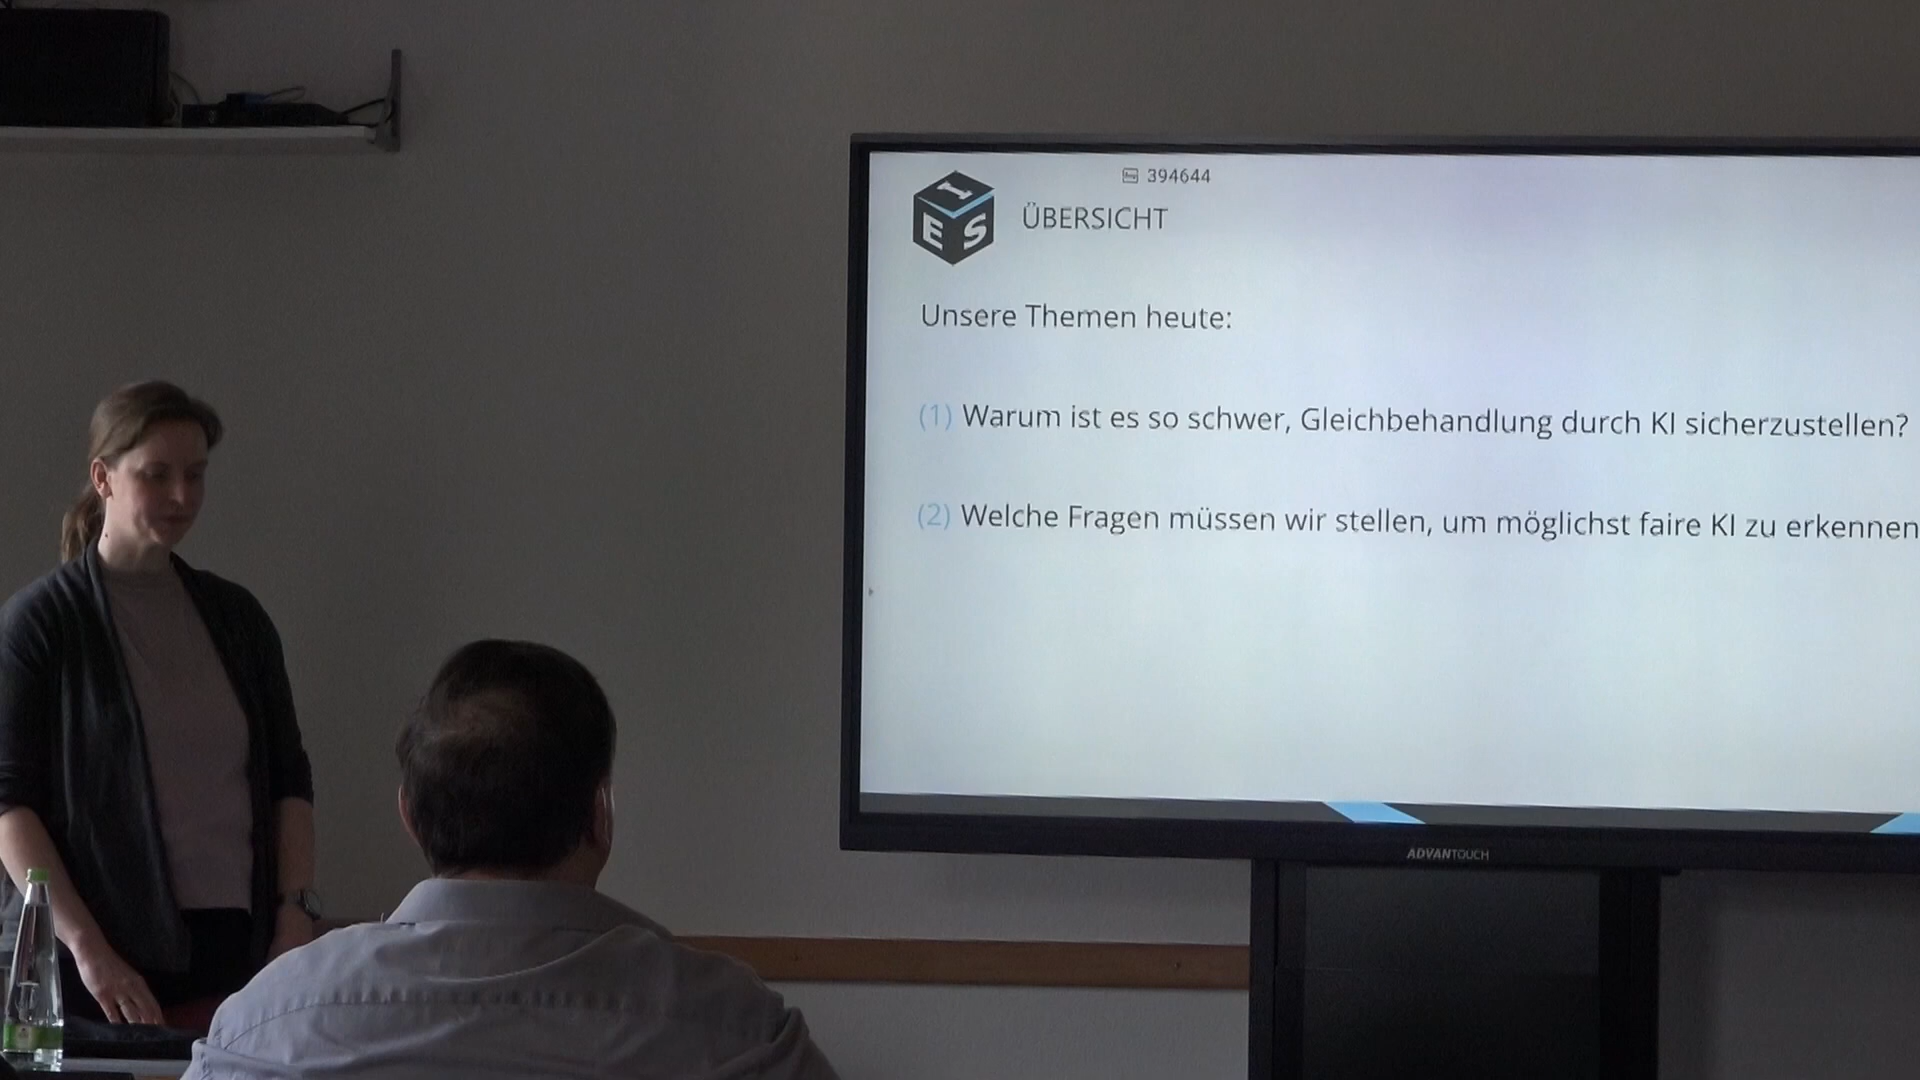 394644
I
E S
ÜBERSICHT
Unsere Themen heute:
(1) Warum ist es so schwer, Gleichbehandlung durch KI sicherzustellen?
(2) Welche Fragen müssen wir stellen, um möglichst faire KI zu erkennen
ADVANTOUCH